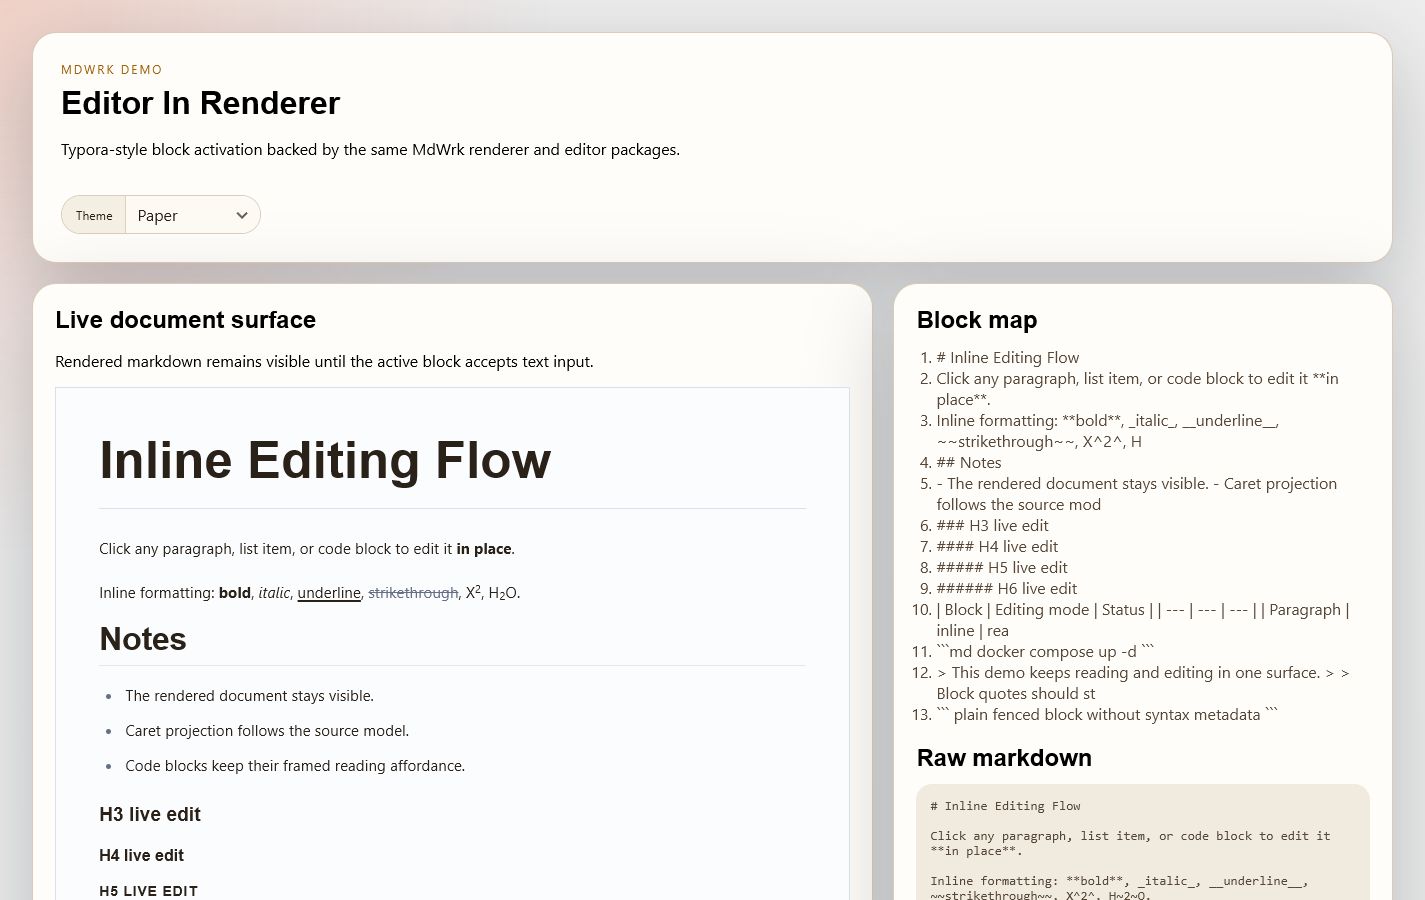 MDWRK DEMO
Editor In Renderer
Typora-style block activation backed by the same MdWrk renderer and editor packages.
Theme
Paper
Live document surface
Rendered markdown remains visible until the active block accepts text input.
Inline Editing Flow
Click any paragraph, list item, or code block to edit it in place.
Inline formatting: bold, italic, underline, strikethrough, X2, H2O.
Notes
• The rendered document stays visible.
• Caret projection follows the source model.
• Code blocks keep their framed reading affordance.
H3 live edit
H4 live edit
H5 LIVE EDIT
Block map
1. # Inline Editing Flow
2. Click any paragraph, list item, or code block to edit it **in
place**.
3. Inline formatting: **bold**, _italic_, __underline__,
~~strikethrough~~, X^2^, H
4. ## Notes
5. - The rendered document stays visible. - Caret projection
follows the source mod
6. ### H3 live edit
7. #### H4 live edit
8. ##### H5 live edit
9. ###### H6 live edit
10. | Block | Editing mode | Status | | --- | --- | --- | | Paragraph |
inline | rea
11. ```md docker compose up -d ```
12. > This demo keeps reading and editing in one surface. > >
Block quotes should st
13. ``` plain fenced block without syntax metadata ```
Raw markdown
# Inline Editing Flow
Click any paragraph, list item, or code block to edit it
**in place**.
Inline formatting: **bold**, _italic_, __underline__,
~~strikethrough~~, X^2^, H~2~O.